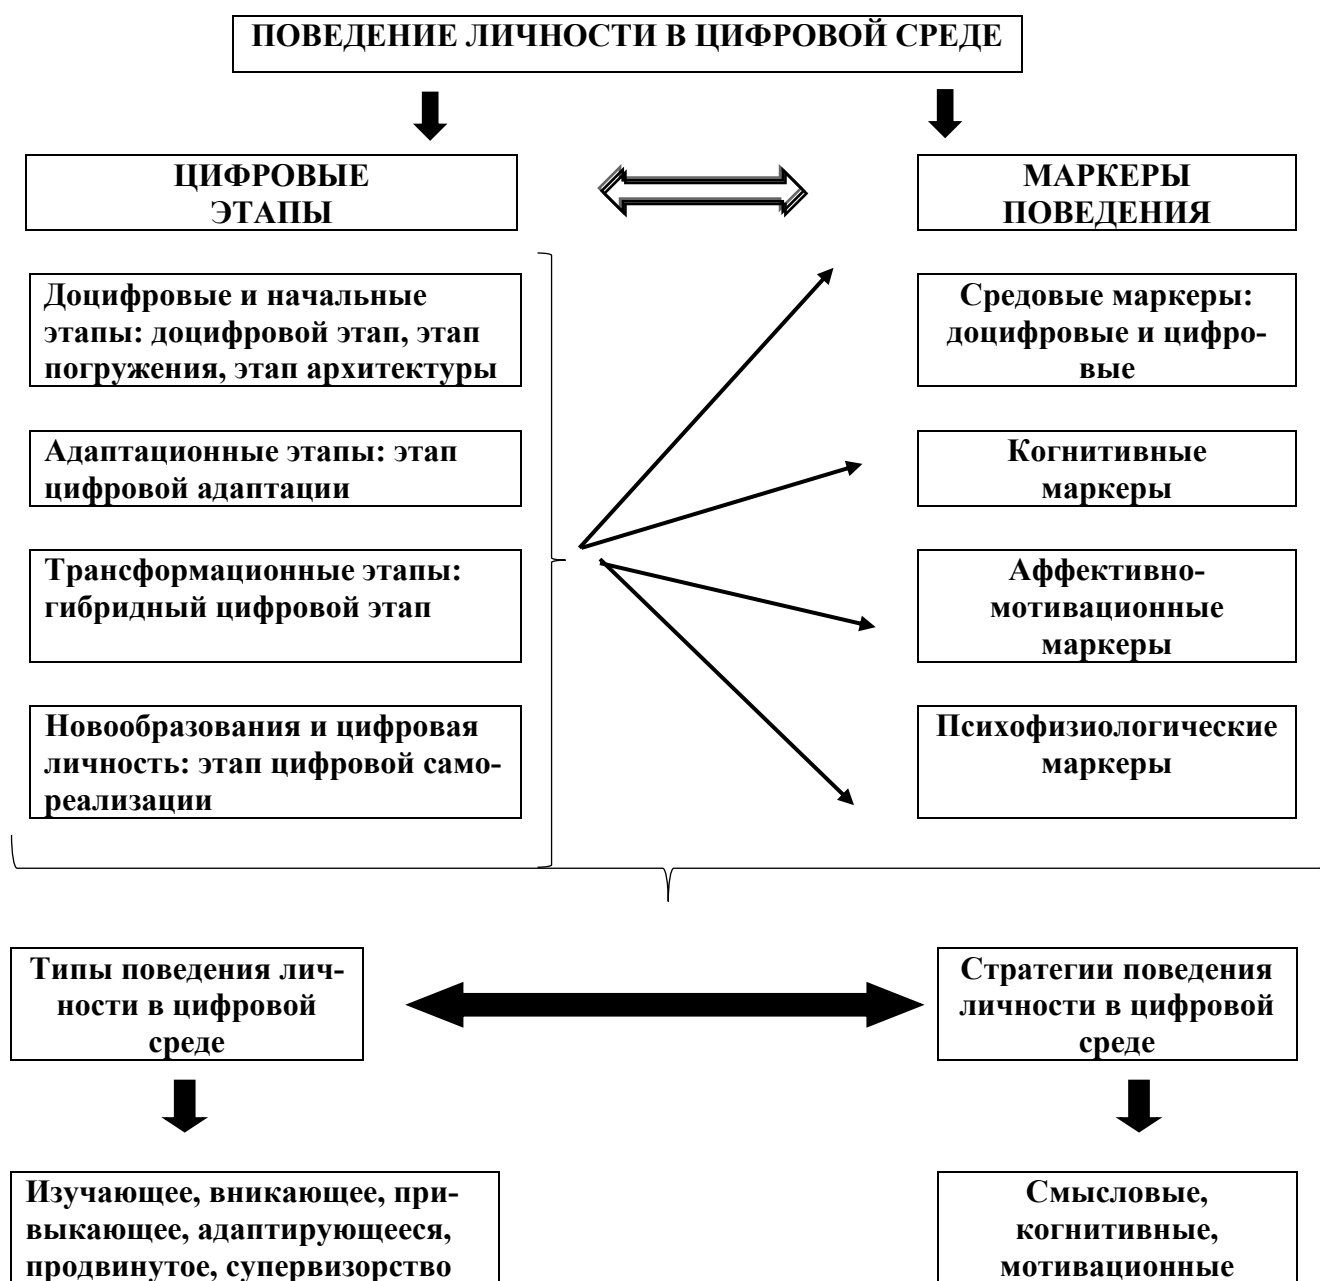 ПОВЕДЕНИЕ ЛИЧНОСТИ В ЦИФРОВОЙ СРЕДЕ
ЦИФРОВЫЕ
ЭТАПЫ
МАРКЕРЫ
ПОВЕДЕНИЯ
Доцифровые и начальные
этапы: доцифровой этап, этап
погружения, этап архитектуры
Средовые маркеры:
доцифровые и цифро-
вые
Адаптационные этапы: этап
цифровой адаптации
Когнитивные
маркеры
Трансформационные этапы:
гибридный цифровой этап
Аффективно-
мотивационные
маркеры
Новообразования и цифровая
личность: этап цифровой само-
реализации
Психофизиологические
маркеры
Типы поведения лич-
ности в цифровой
среде
Стратегии поведения
личности в цифровой
среде
Изучающее, вникающее, при-
выкающее, адаптирующееся,
продвинутое, супервизорство
Смысловые,
когнитивные,
мотивационные